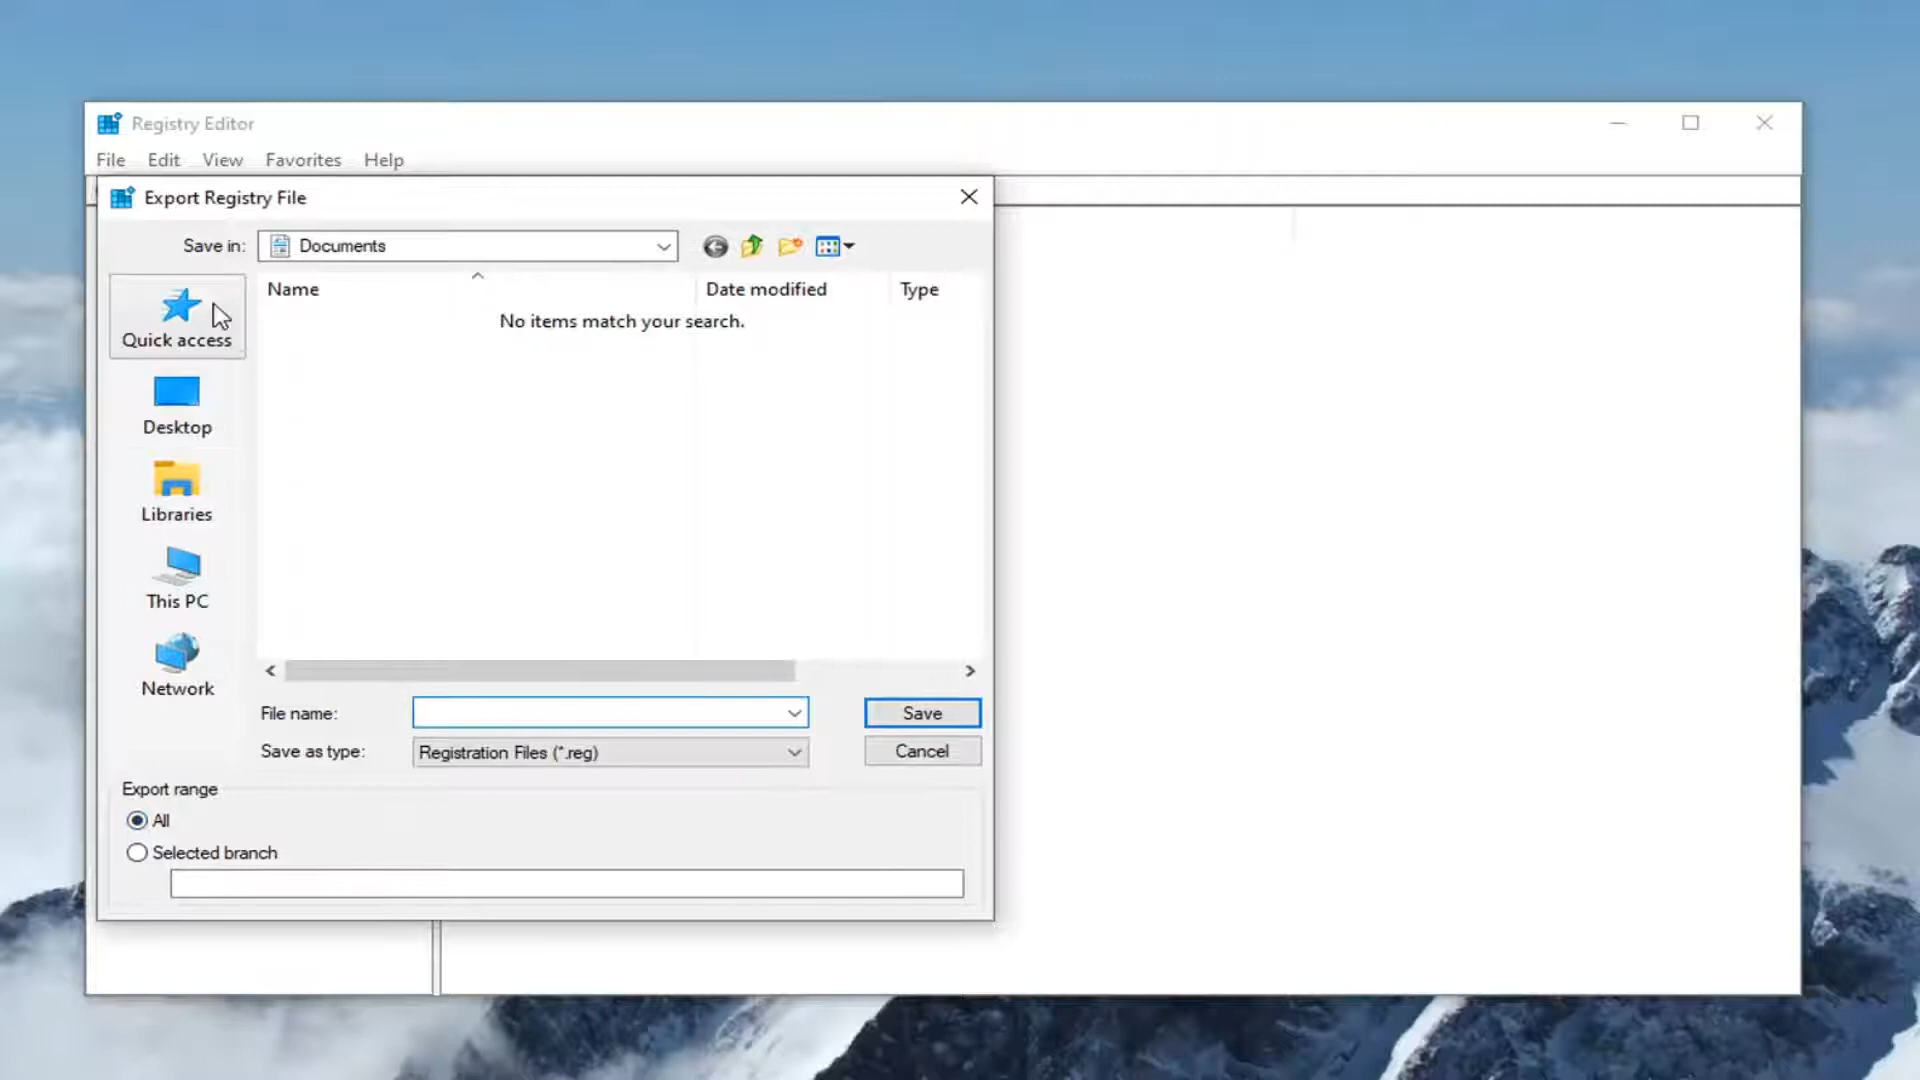 Registry Editor
File Edit View Favorites Help
Export Registry File
Save in: Documents
Name Date modified Type
No items match your search.
Quick access
Desktop
Libraries
This PC
Network
File name: Save
Save as type: Registration Files (*.reg) Cancel
Export range
All
Selected branch